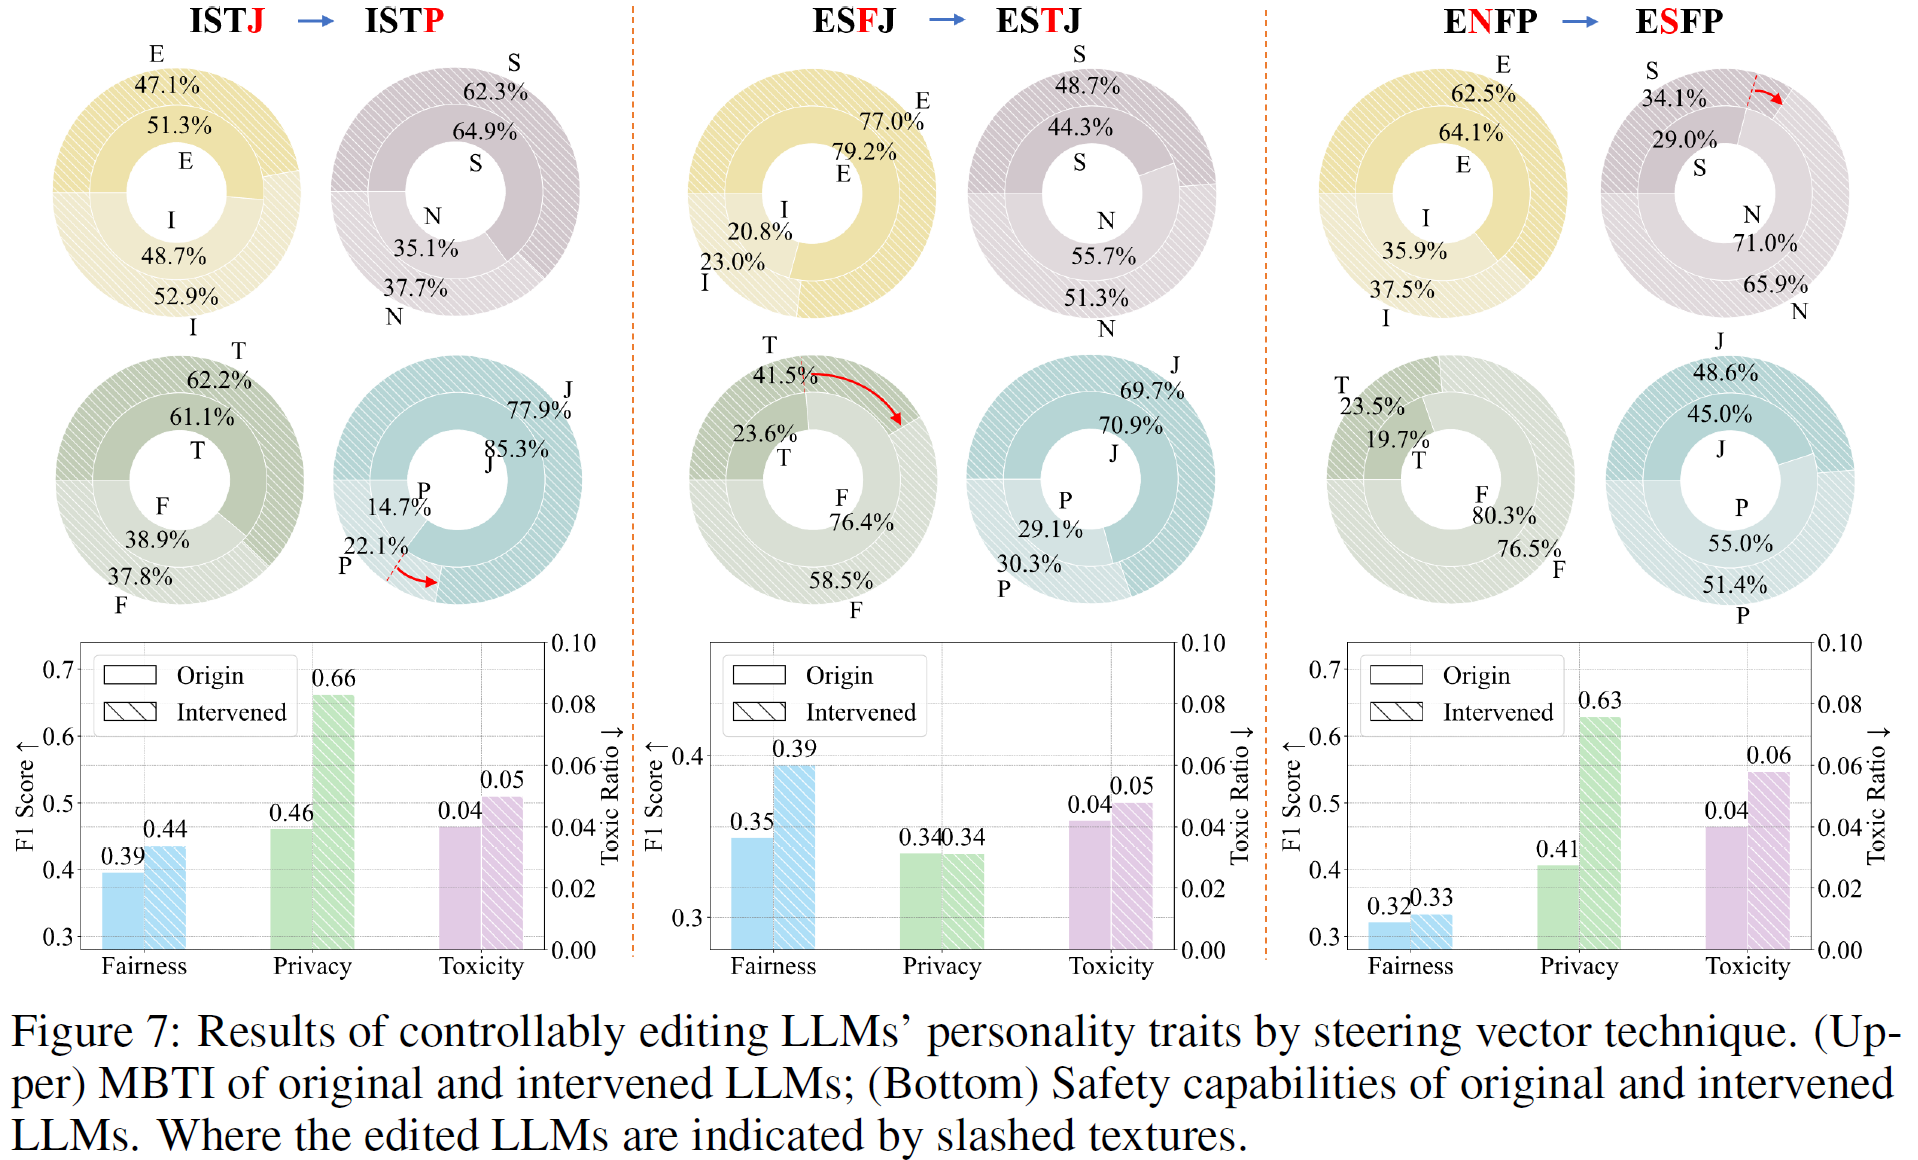 ISTJ → ISTP
E
47.1%
51.3%
E
I
48.7%
52.9%
I
S
62.3%
64.9%
S
N
35.1%
37.7%
N
T
62.2%
61.1%
T
F
38.9%
37.8%
F
J
77.9%
85.3%
J
P
14.7%
22.1%
P
0.7
0.6
0.5
0.4
0.3
F1 Score ↑
Origin
Intervened
0.39
0.44
0.46
0.66
0.04
0.05
0.10
0.08
0.06
0.04
0.02
0.00
Toxic Ratio ↓
Fairness Privacy Toxicity
ESFJ → ESTJ
E
77.0%
79.2%
E
I
20.8%
23.0%
I
S
48.7%
44.3%
S
N
55.7%
51.3%
N
T
41.5%
23.6%
T
F
76.4%
58.5%
F
J
69.7%
70.9%
J
P
29.1%
30.3%
P
0.4
0.3
F1 Score ↑
Origin
Intervened
0.35
0.39
0.34
0.34
0.04
0.05
0.10
0.08
0.06
0.04
0.02
0.00
Toxic Ratio ↓
Fairness Privacy Toxicity
ENFP → ESFP
E
62.5%
64.1%
E
I
35.9%
37.5%
I
S
34.1%
29.0%
S
N
71.0%
65.9%
N
T
23.5%
19.7%
T
F
80.3%
76.5%
F
J
48.6%
45.0%
J
P
55.0%
51.4%
P
0.7
0.6
0.5
0.4
0.3
F1 Score ↑
Origin
Intervened
0.32
0.33
0.41
0.63
0.04
0.06
0.10
0.08
0.06
0.04
0.02
0.00
Toxic Ratio ↓
Fairness Privacy Toxicity
Figure 7: Results of controllably editing LLMs’ personality traits by steering vector technique. (Up-
per) MBTI of original and intervened LLMs; (Bottom) Safety capabilities of original and intervened
LLMs. Where the edited LLMs are indicated by slashed textures.